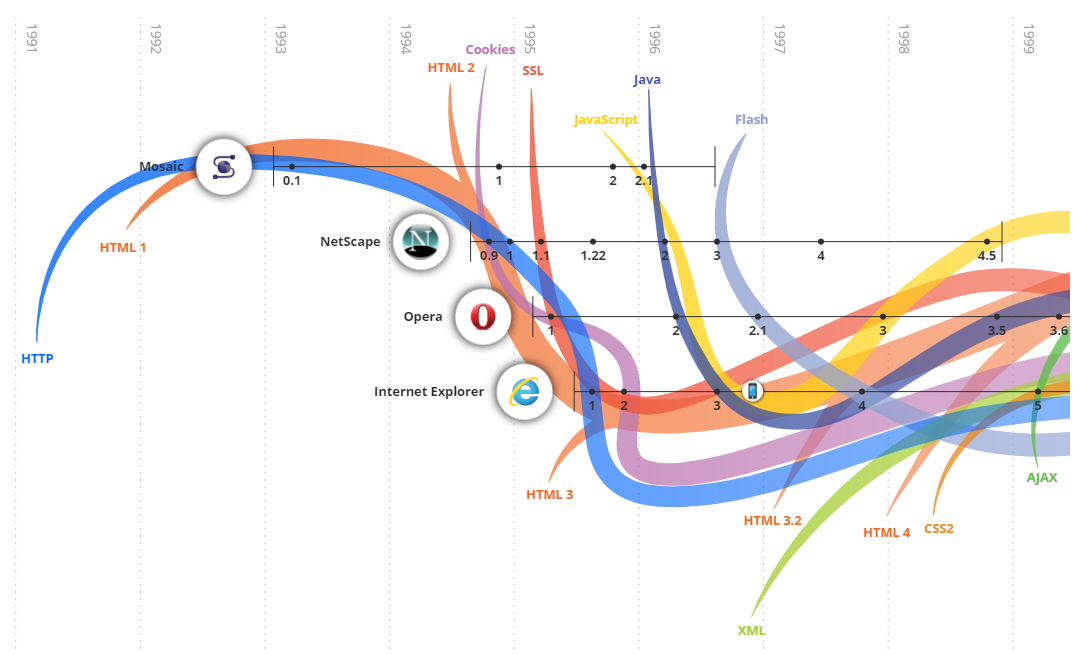 1991
1992
1993
1994
1995
1996
1997
1998
1999
Cookies
HTML 2
SSL
Java
JavaScript
Flash
Mosaic
0.1
1
2
2.1
HTML 1
NetScape
0.9
1
1.1
1.22
2
3
4
4.5
Opera
1
2
2.1
3
3.5
3.6
HTTP
Internet Explorer
1
2
3
4
5
HTML 3
HTML 3.2
HTML 4
CSS2
AJAX
XML